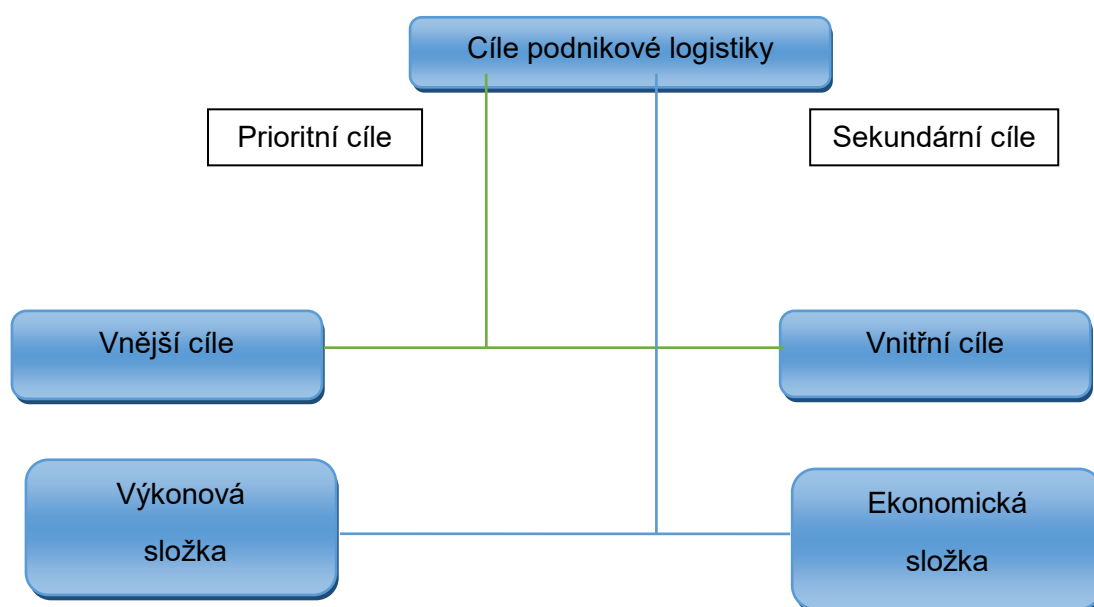 Cíle podnikové logistiky
Prioritní cíle
Sekundární cíle
Vnější cíle
Vnitřní cíle
Výkonová
složka
Ekonomická
složka